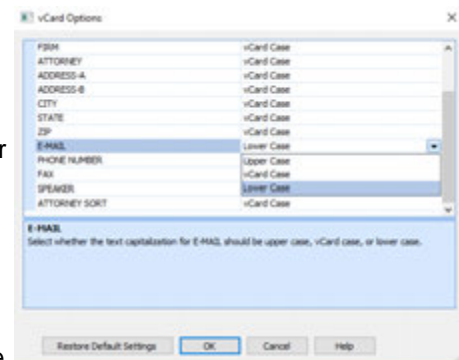 vCard Options
FIRM vCard Case
ATTORNEY vCard Case
ADDRESS-A vCard Case
ADDRESS-B vCard Case
CITY vCard Case
STATE vCard Case
ZIP vCard Case
r
E-MAIL Lower Case
PHONE NUMBER Upper Case
FAX vCard Case
SPEAKER Lower Case
ATTORNEY SORT vCard Case
E-MAIL
Select whether the text capitalization for E-MAIL should be upper case, vCard case, or lower case.
Restore Default Settings OK Cancel Help
e